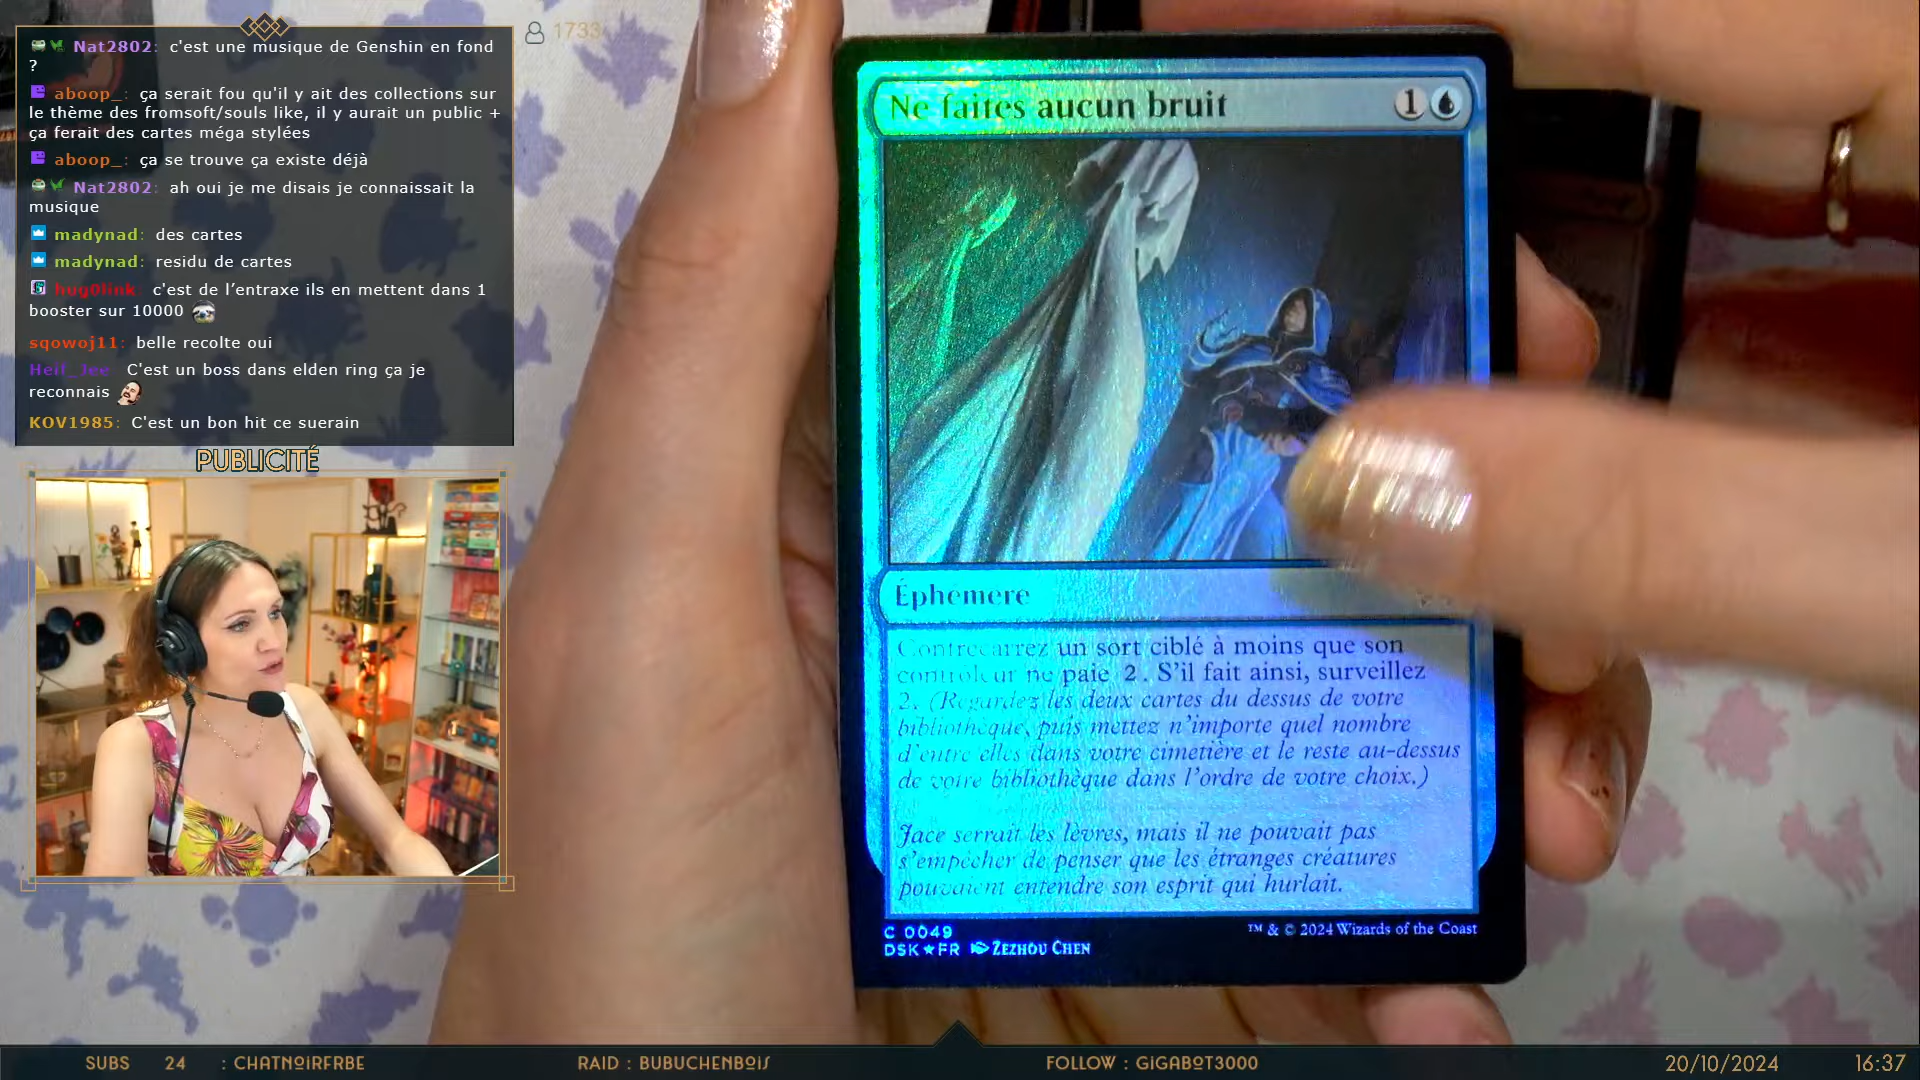 Nat2802: c'est une musique de Genshin en fond
?
aboop_: ça serait fou qu'il y ait des collections sur
le thème des fromsoft/souls like, il y aurait un public +
ça ferait des cartes méga stylées
aboop_: ça se trouve ça existe déjà
Nat2802: ah oui je me disais je connaissait la
musique
madynad: des cartes
madynad: residu de cartes
hug0link: c'est de l'entraxe ils en mettent dans 1
booster sur 10000
sqowoj11: belle recolte oui
Heif_Jee C'est un boss dans elden ring ça je
reconnais
KOV1985: C'est un bon hit ce suerain
PUBLICITÉ
1733
Ne faites aucun bruit 1
Éphémère
Contrecarrez un sort ciblé à moins que son
contrôleur ne paie 2. S'il fait ainsi, surveillez
2. (Regardez les deux cartes du dessus de votre
bibliothèque, puis mettez n'importe quel nombre
d'entre elles dans votre cimetière et le reste au-dessus
de votre bibliothèque dans l'ordre de votre choix.)
Jace serrait les lèvres, mais il ne pouvait pas
s'empêcher de penser que les étranges créatures
pouvaient entendre son esprit qui hurlait.
C 0049
DSK★FR ZEZHOU CHEN
™ & © 2024 Wizards of the Coast
SUBS 24 : CHATNOIRFRBE
RAID : BUBUCHENBOIS
FOLLOW : GIGABOT3000
20/10/2024 16:37